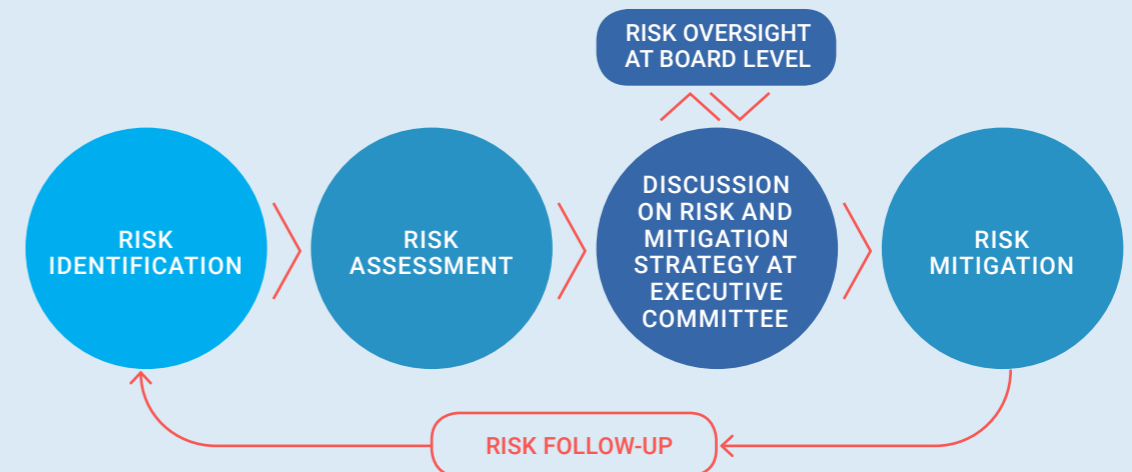 RISK OVERSIGHT
AT BOARD LEVEL
RISK
IDENTIFICATION
RISK
ASSESSMENT
DISCUSSION
ON RISK AND
MITIGATION
STRATEGY AT
EXECUTIVE
COMMITTEE
RISK
MITIGATION
RISK FOLLOW-UP